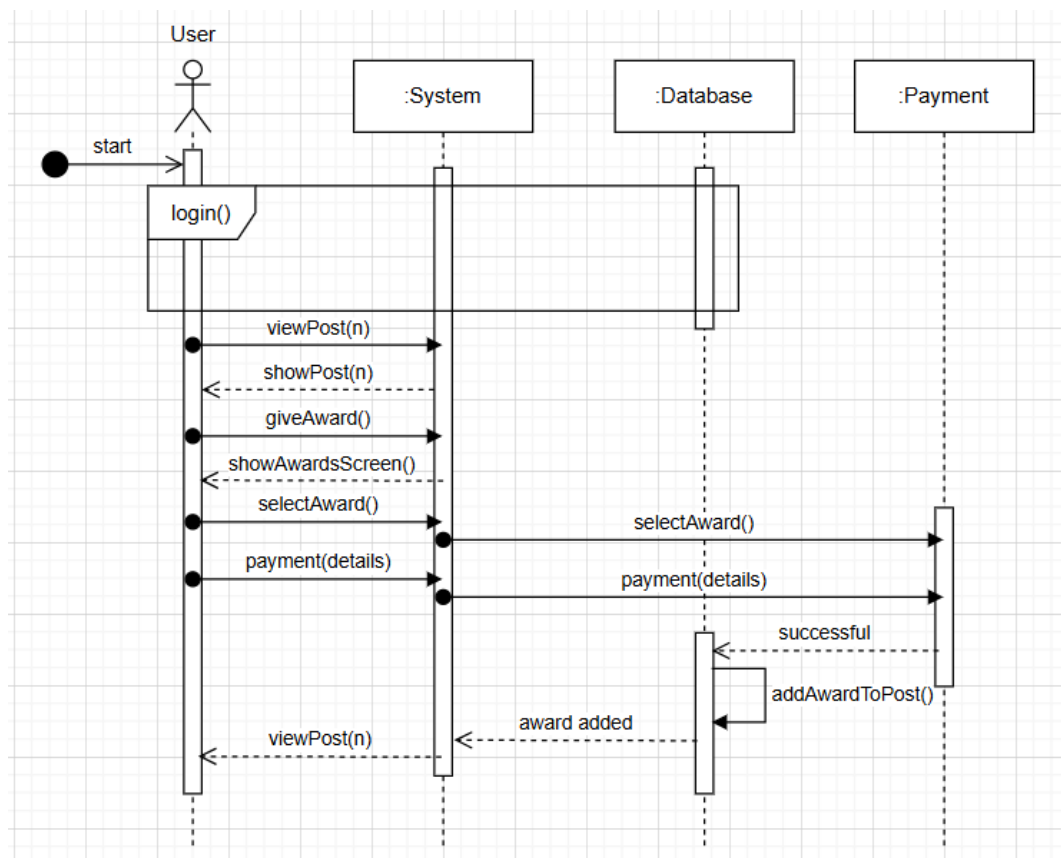 User
:System
:Database
:Payment
start
login()
viewPost(n)
showPost(n)
giveAward()
showAwardsScreen()
selectAward()
selectAward()
payment(details)
payment(details)
successful
addAwardToPost()
award added
viewPost(n)